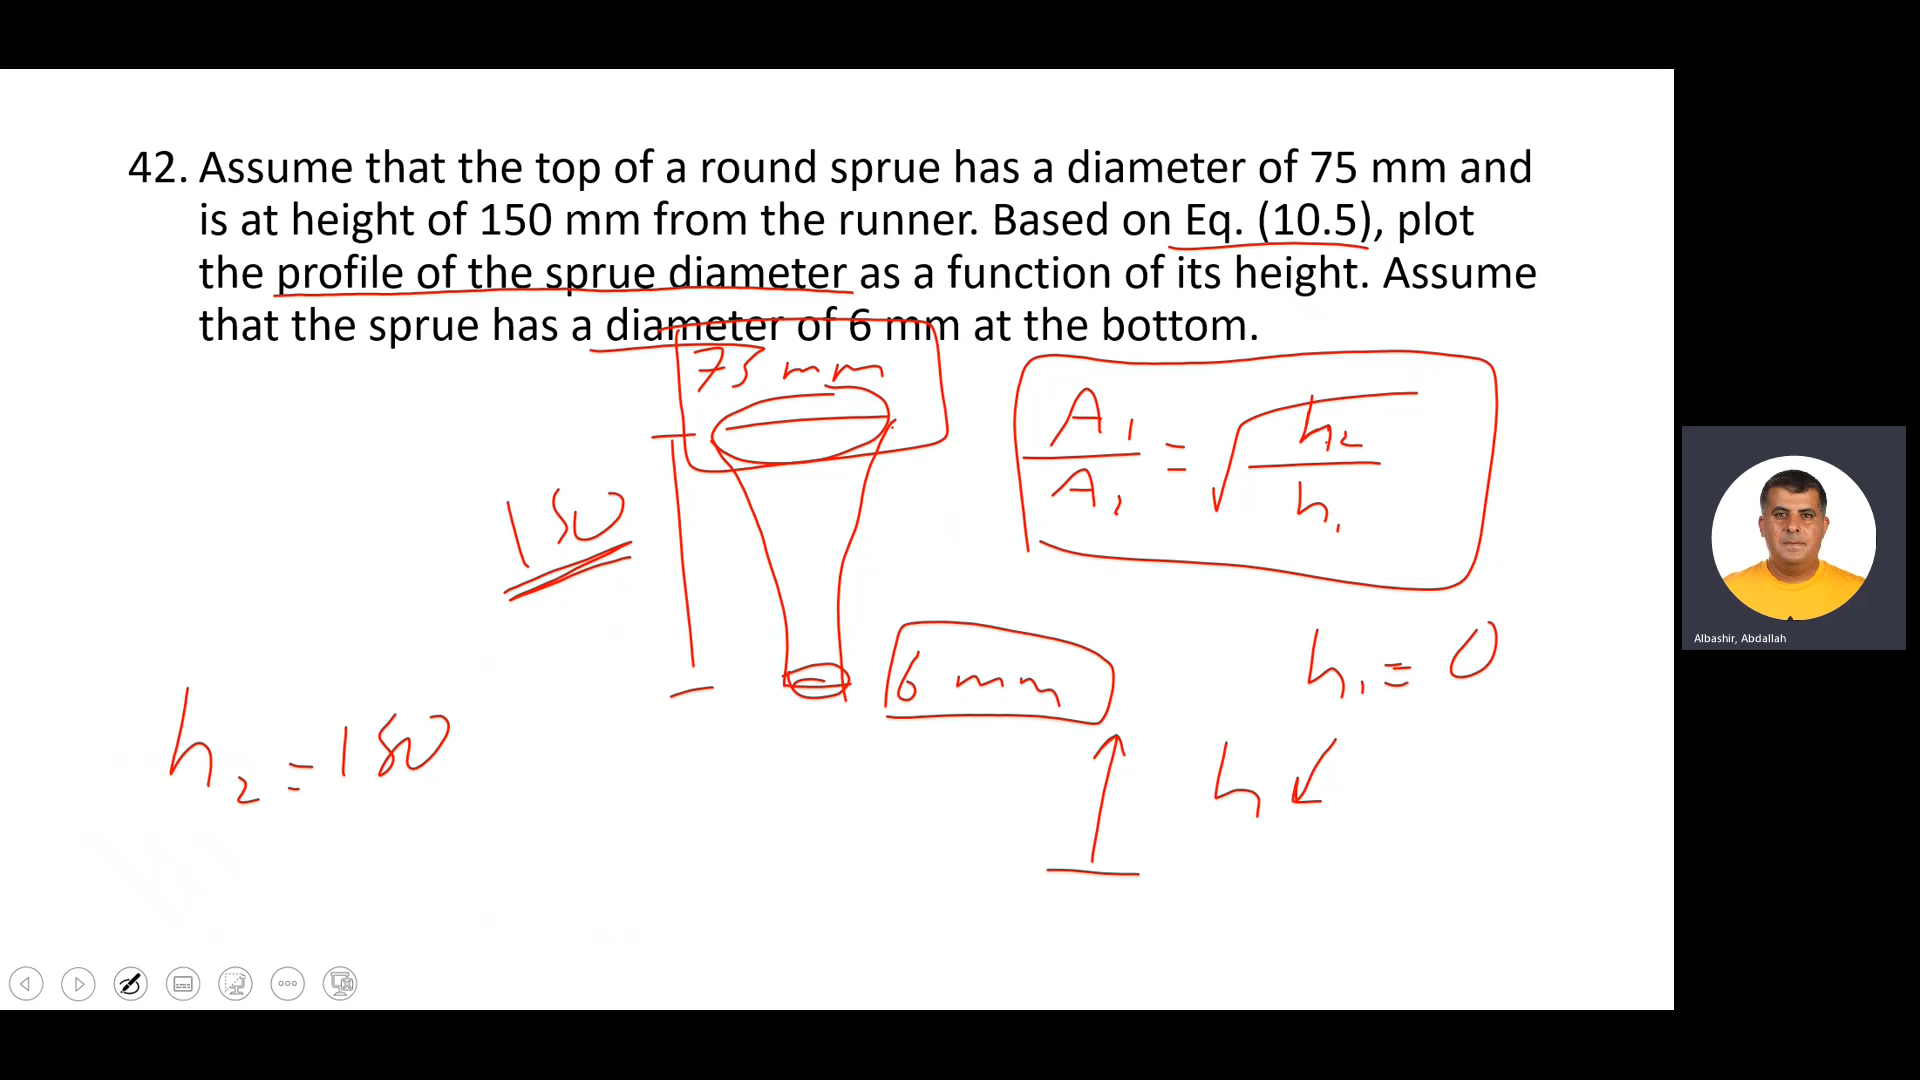 42. Assume that the top of a round sprue has a diameter of 75 mm and
is at height of 150 mm from the runner. Based on Eq. (10.5), plot
the profile of the sprue diameter as a function of its height. Assume
that the sprue has a diameter of 6 mm at the bottom.
75 mm
A1/A2 = √h2/h1
150
6 mm
h1 = 0
h2 = 150
h
Albashir, Abdallah